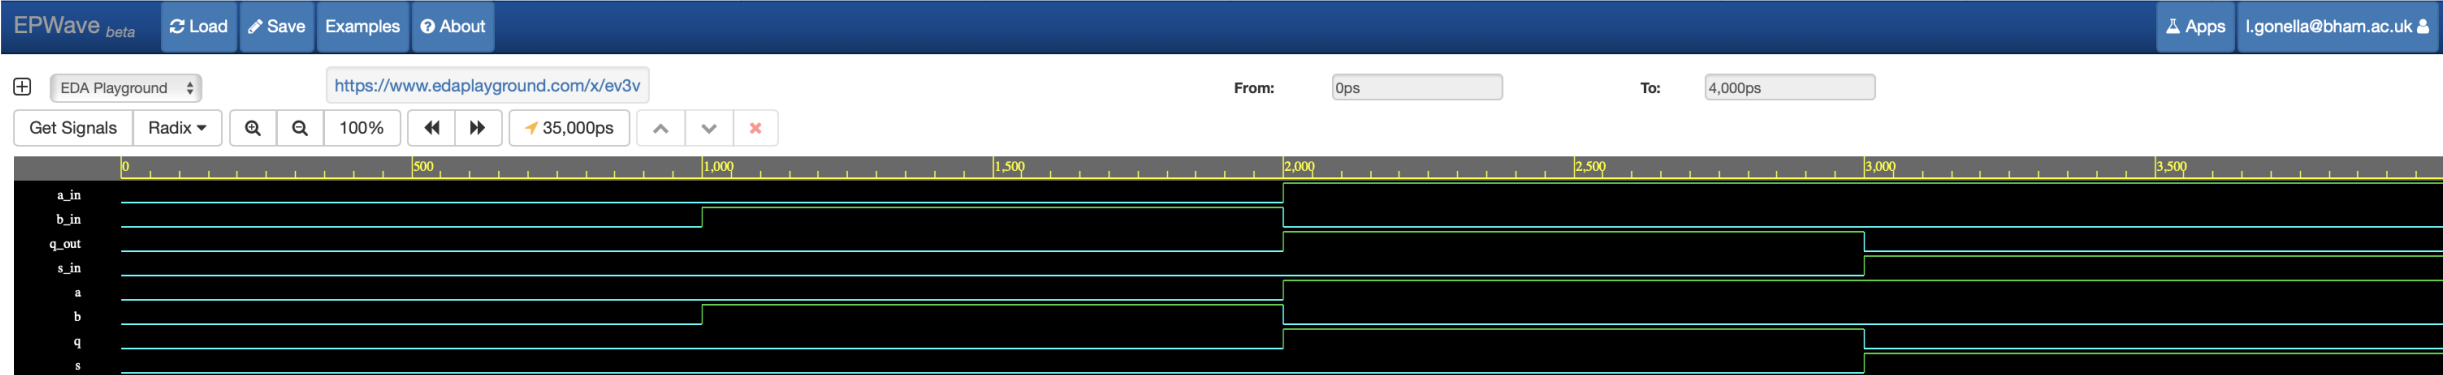 EPWave beta Load Save Examples About Apps l.gonella@bham.ac.uk
EDA Playground https://www.edaplayground.com/x/ev3v From: 0ps To: 4,000ps
Get Signals Radix 100% 35,000ps
0 500 1,000 1,500 2,000 2,500 3,000 3,500
a_in
b_in
q_out
s_in
a
b
q
s